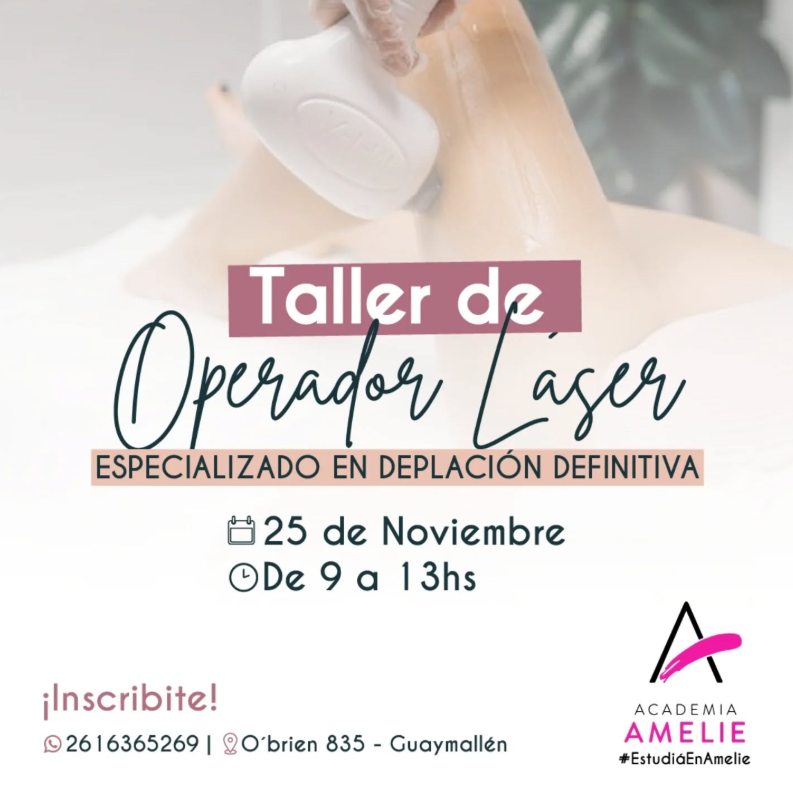 Taller de
Operador Láser
ESPECIALIZADO EN DEPLACIÓN DEFINITIVA
25 de Noviembre
De 9 a 13hs
¡Inscribite!
2616365269 | O´brien 835 - Guaymallén
ACADEMIA
AMELIE
#EstudiáEnAmelie